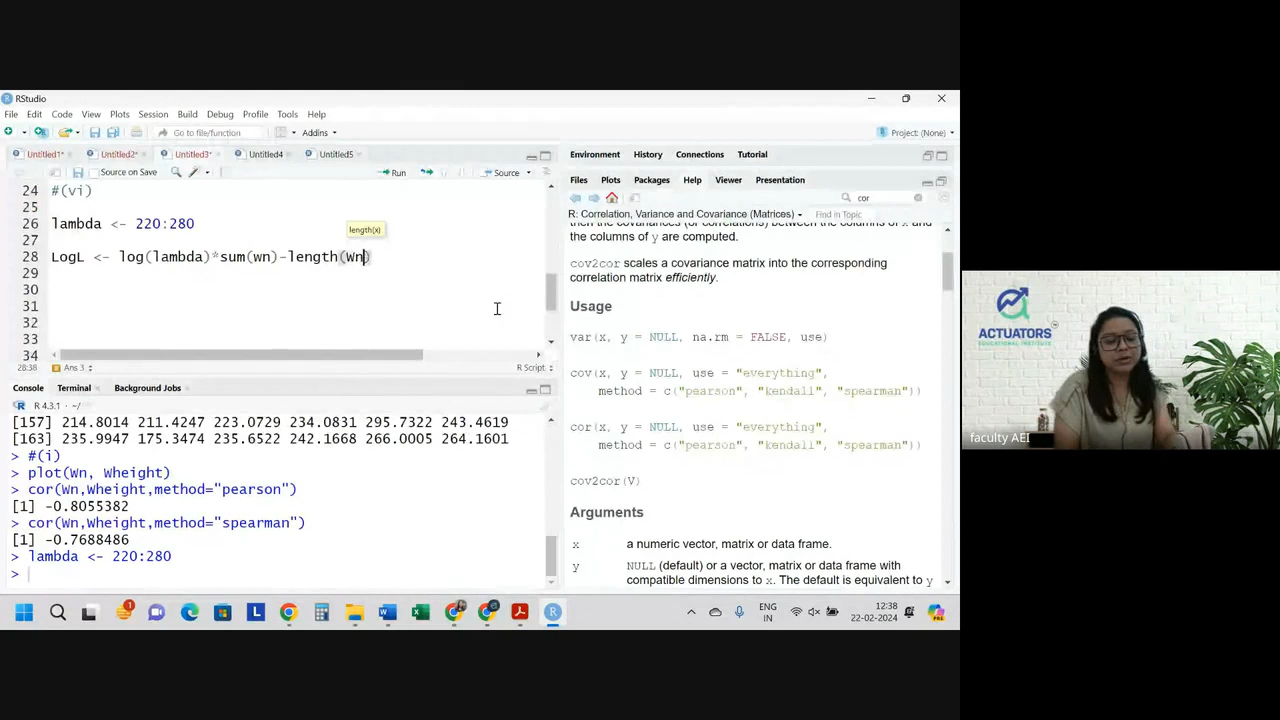 RStudio
File Edit Code View Plots Session Build Debug Profile Tools Help
Go to file/function Addins Project: (None)
Untitled1* Untitled2* Untitled3* Untitled4 Untitled5
Source on Save Run Source
24 #(vi)
25
26 lambda <- 220:280
27
length(x)
28 LogL <- log(lambda)*sum(wn)-length(Wn)
29
30
31
32
33
34
28:38 Ans 3 R Script
Console Terminal Background Jobs
R 4.3.1 · ~/
[157] 214.8014 211.4247 223.0729 234.0831 295.7322 243.4619
[163] 235.9947 175.3474 235.6522 242.1668 266.0005 264.1601
> #(i)
> plot(Wn, Wheight)
> cor(Wn,Wheight,method="pearson")
[1] -0.8055382
> cor(Wn,Wheight,method="spearman")
[1] -0.7688486
> lambda <- 220:280
>
Environment History Connections Tutorial
Files Plots Packages Help Viewer Presentation
cor
R: Correlation, Variance and Covariance (Matrices) Find in Topic
then the covariances (or correlations) between the columns of x and
the columns of y are computed.
cov2cor scales a covariance matrix into the corresponding
correlation matrix efficiently.
Usage
var(x, y = NULL, na.rm = FALSE, use)
cov(x, y = NULL, use = "everything",
method = c("pearson", "kendall", "spearman"))
cor(x, y = NULL, use = "everything",
method = c("pearson", "kendall", "spearman"))
cov2cor(V)
Arguments
x a numeric vector, matrix or data frame.
y NULL (default) or a vector, matrix or data frame with
compatible dimensions to x. The default is equivalent to y
ENG
IN
12:38
22-02-2024
ACTUATORS
EDUCATIONAL INSTITUTE
faculty AEI